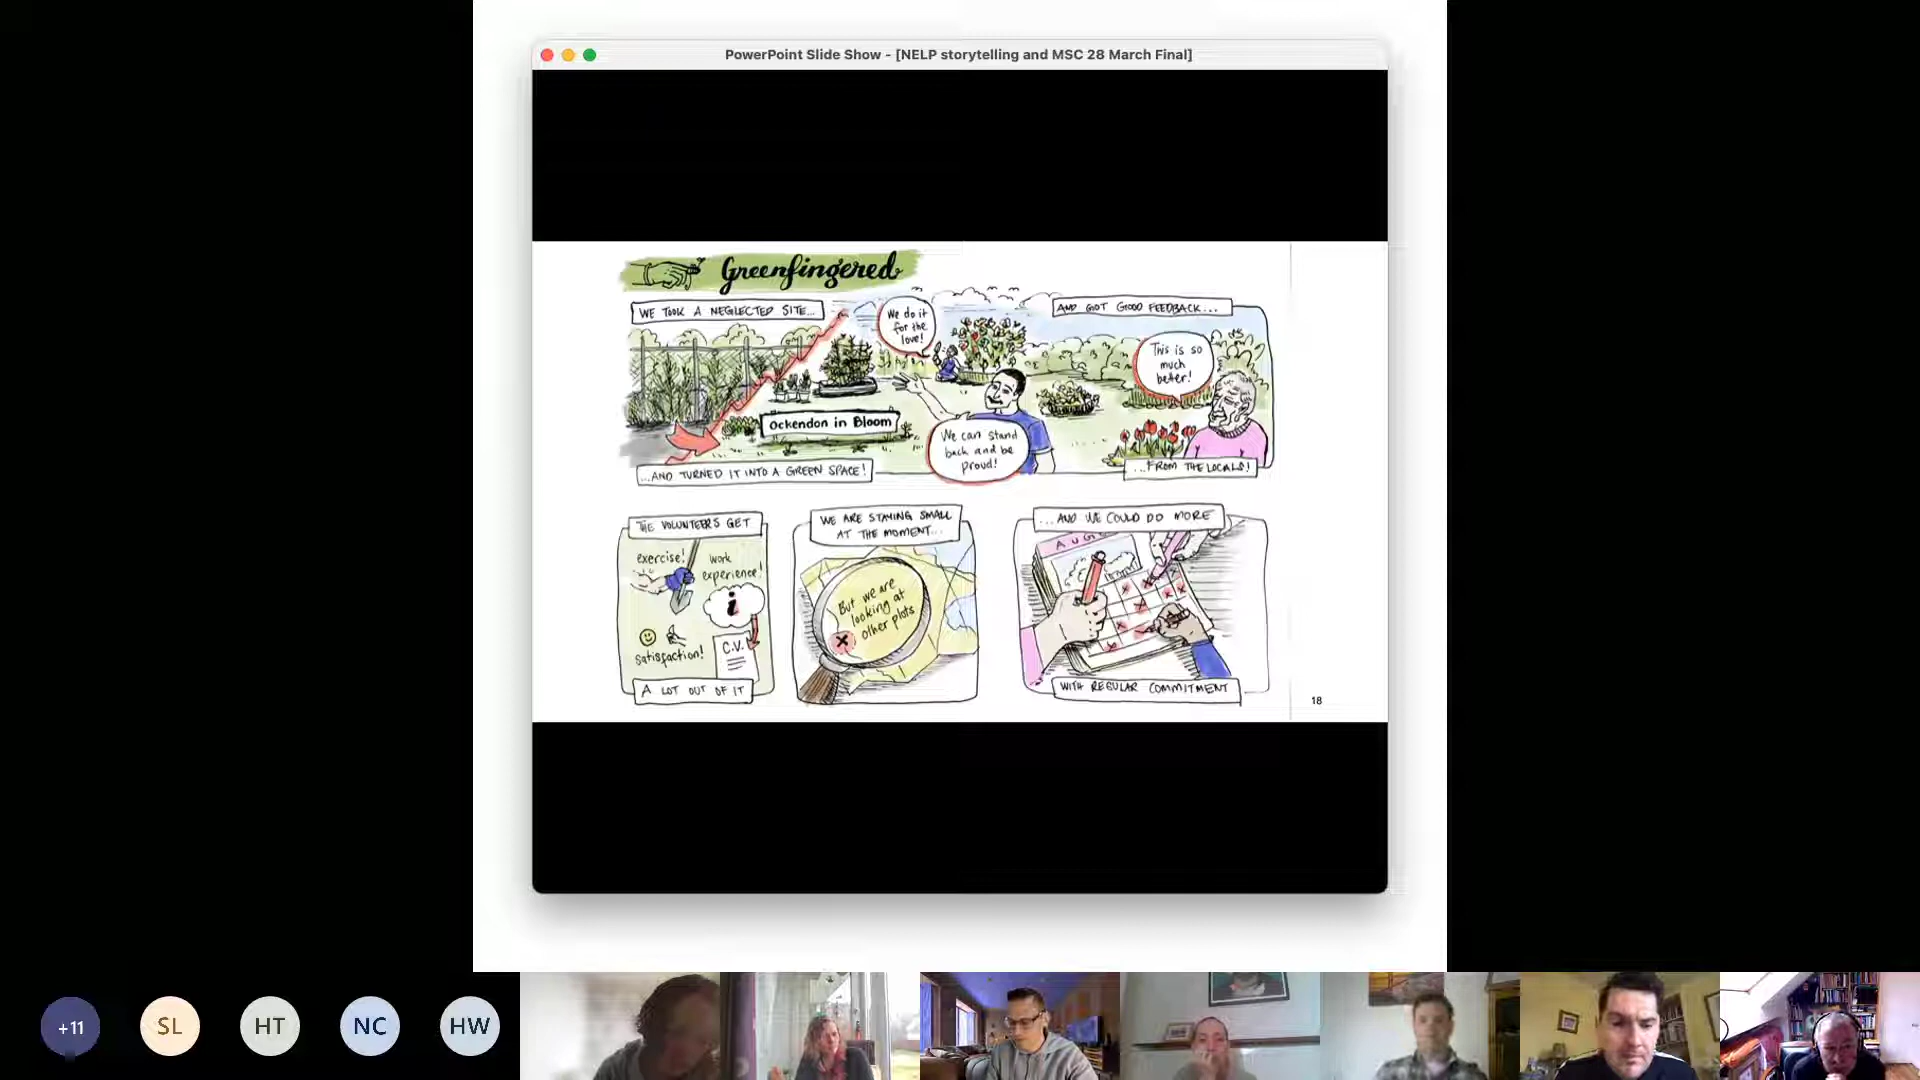 PowerPoint Slide Show - [NELP storytelling and MSC 28 March Final]
Greenfingered
WE TOOK A NEGLECTED SITE...
We do it
for the
love!
AND GOT GOOD FEEDBACK...
This is so
much
better!
Ockendon in Bloom
We can stand
back and be
proud!
...AND TURNED IT INTO A GREEN SPACE!
...FROM THE LOCALS!
THE VOLUNTEERS GET
exercise!
work
experience!
i
satisfaction!
C.V.
A LOT OUT OF IT
WE ARE STAYING SMALL
AT THE MOMENT...
But we are
looking at
other plots
...AND WE COULD DO MORE
WITH REGULAR COMMITMENT
18
+11
SL
HT
NC
HW